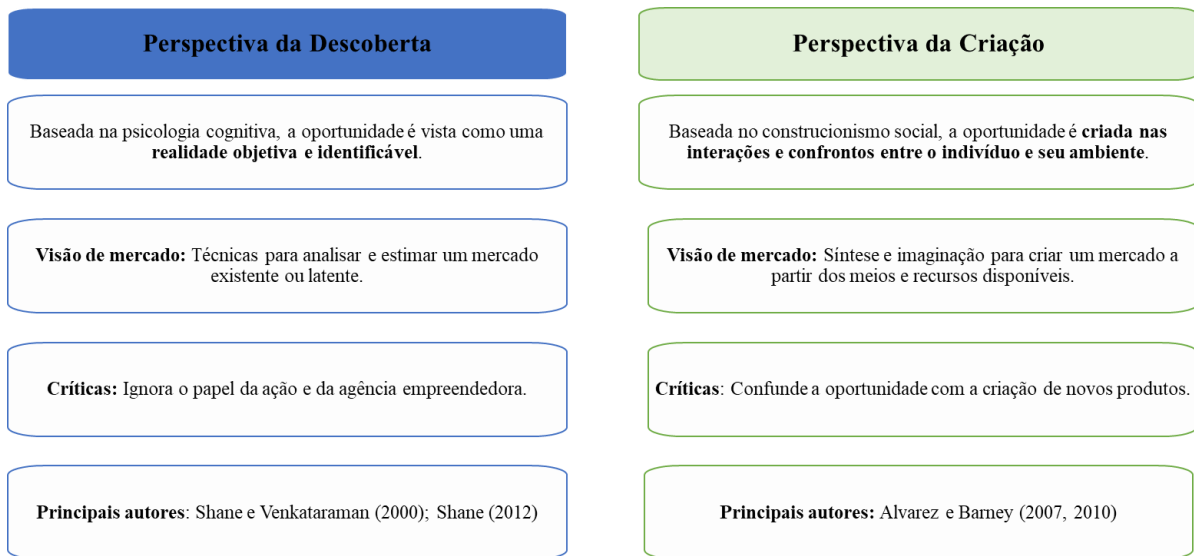 Perspectiva da Descoberta
Baseada na psicologia cognitiva, a oportunidade é vista como uma
realidade objetiva e identificável.
Visão de mercado: Técnicas para analisar e estimar um mercado
existente ou latente.
Críticas: Ignora o papel da ação e da agência empreendedora.
Principais autores: Shane e Venkataraman (2000); Shane (2012)
Perspectiva da Criação
Baseada no construcionismo social, a oportunidade é criada nas
interações e confrontos entre o indivíduo e seu ambiente.
Visão de mercado: Síntese e imaginação para criar um mercado a
partir dos meios e recursos disponíveis.
Críticas: Confunde a oportunidade com a criação de novos produtos.
Principais autores: Alvarez e Barney (2007, 2010)